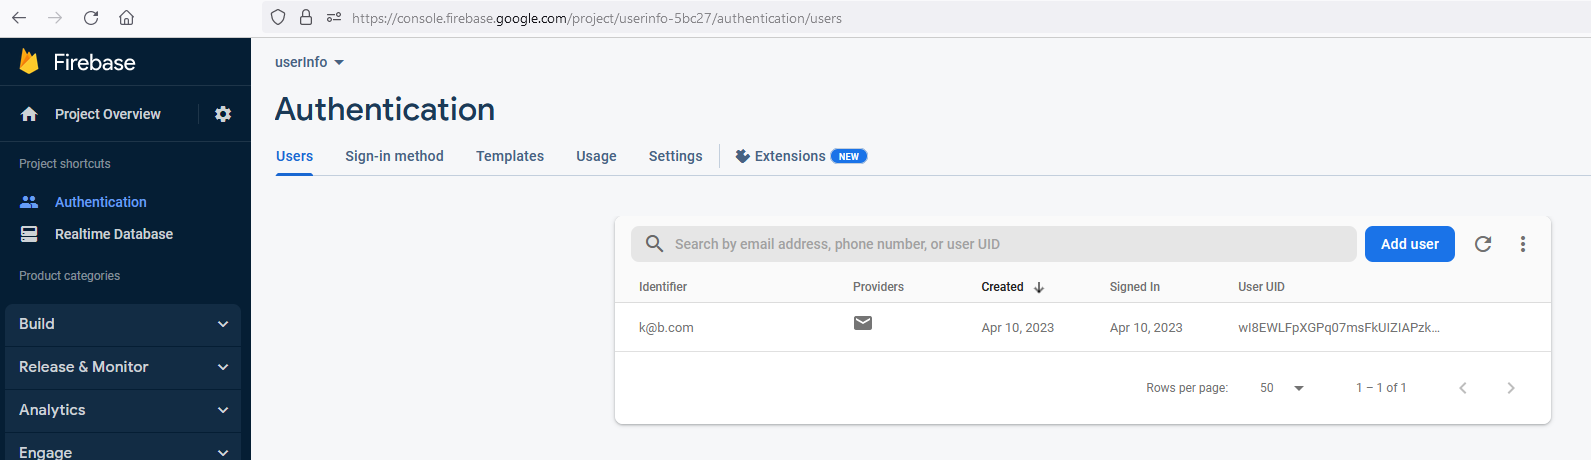 https://console.firebase.google.com/project/userinfo-5bc27/authentication/users
Firebase
Project Overview
Project shortcuts
Authentication
Realtime Database
Product categories
Build
Release & Monitor
Analytics
Engage
userInfo
Authentication
Users Sign-in method Templates Usage Settings Extensions NEW
Search by email address, phone number, or user UID Add user
Identifier Providers Created Signed In User UID
k@b.com Apr 10, 2023 Apr 10, 2023 wI8EWLFpXGPq07msFkUIZIAPzk...
Rows per page: 50 1 – 1 of 1